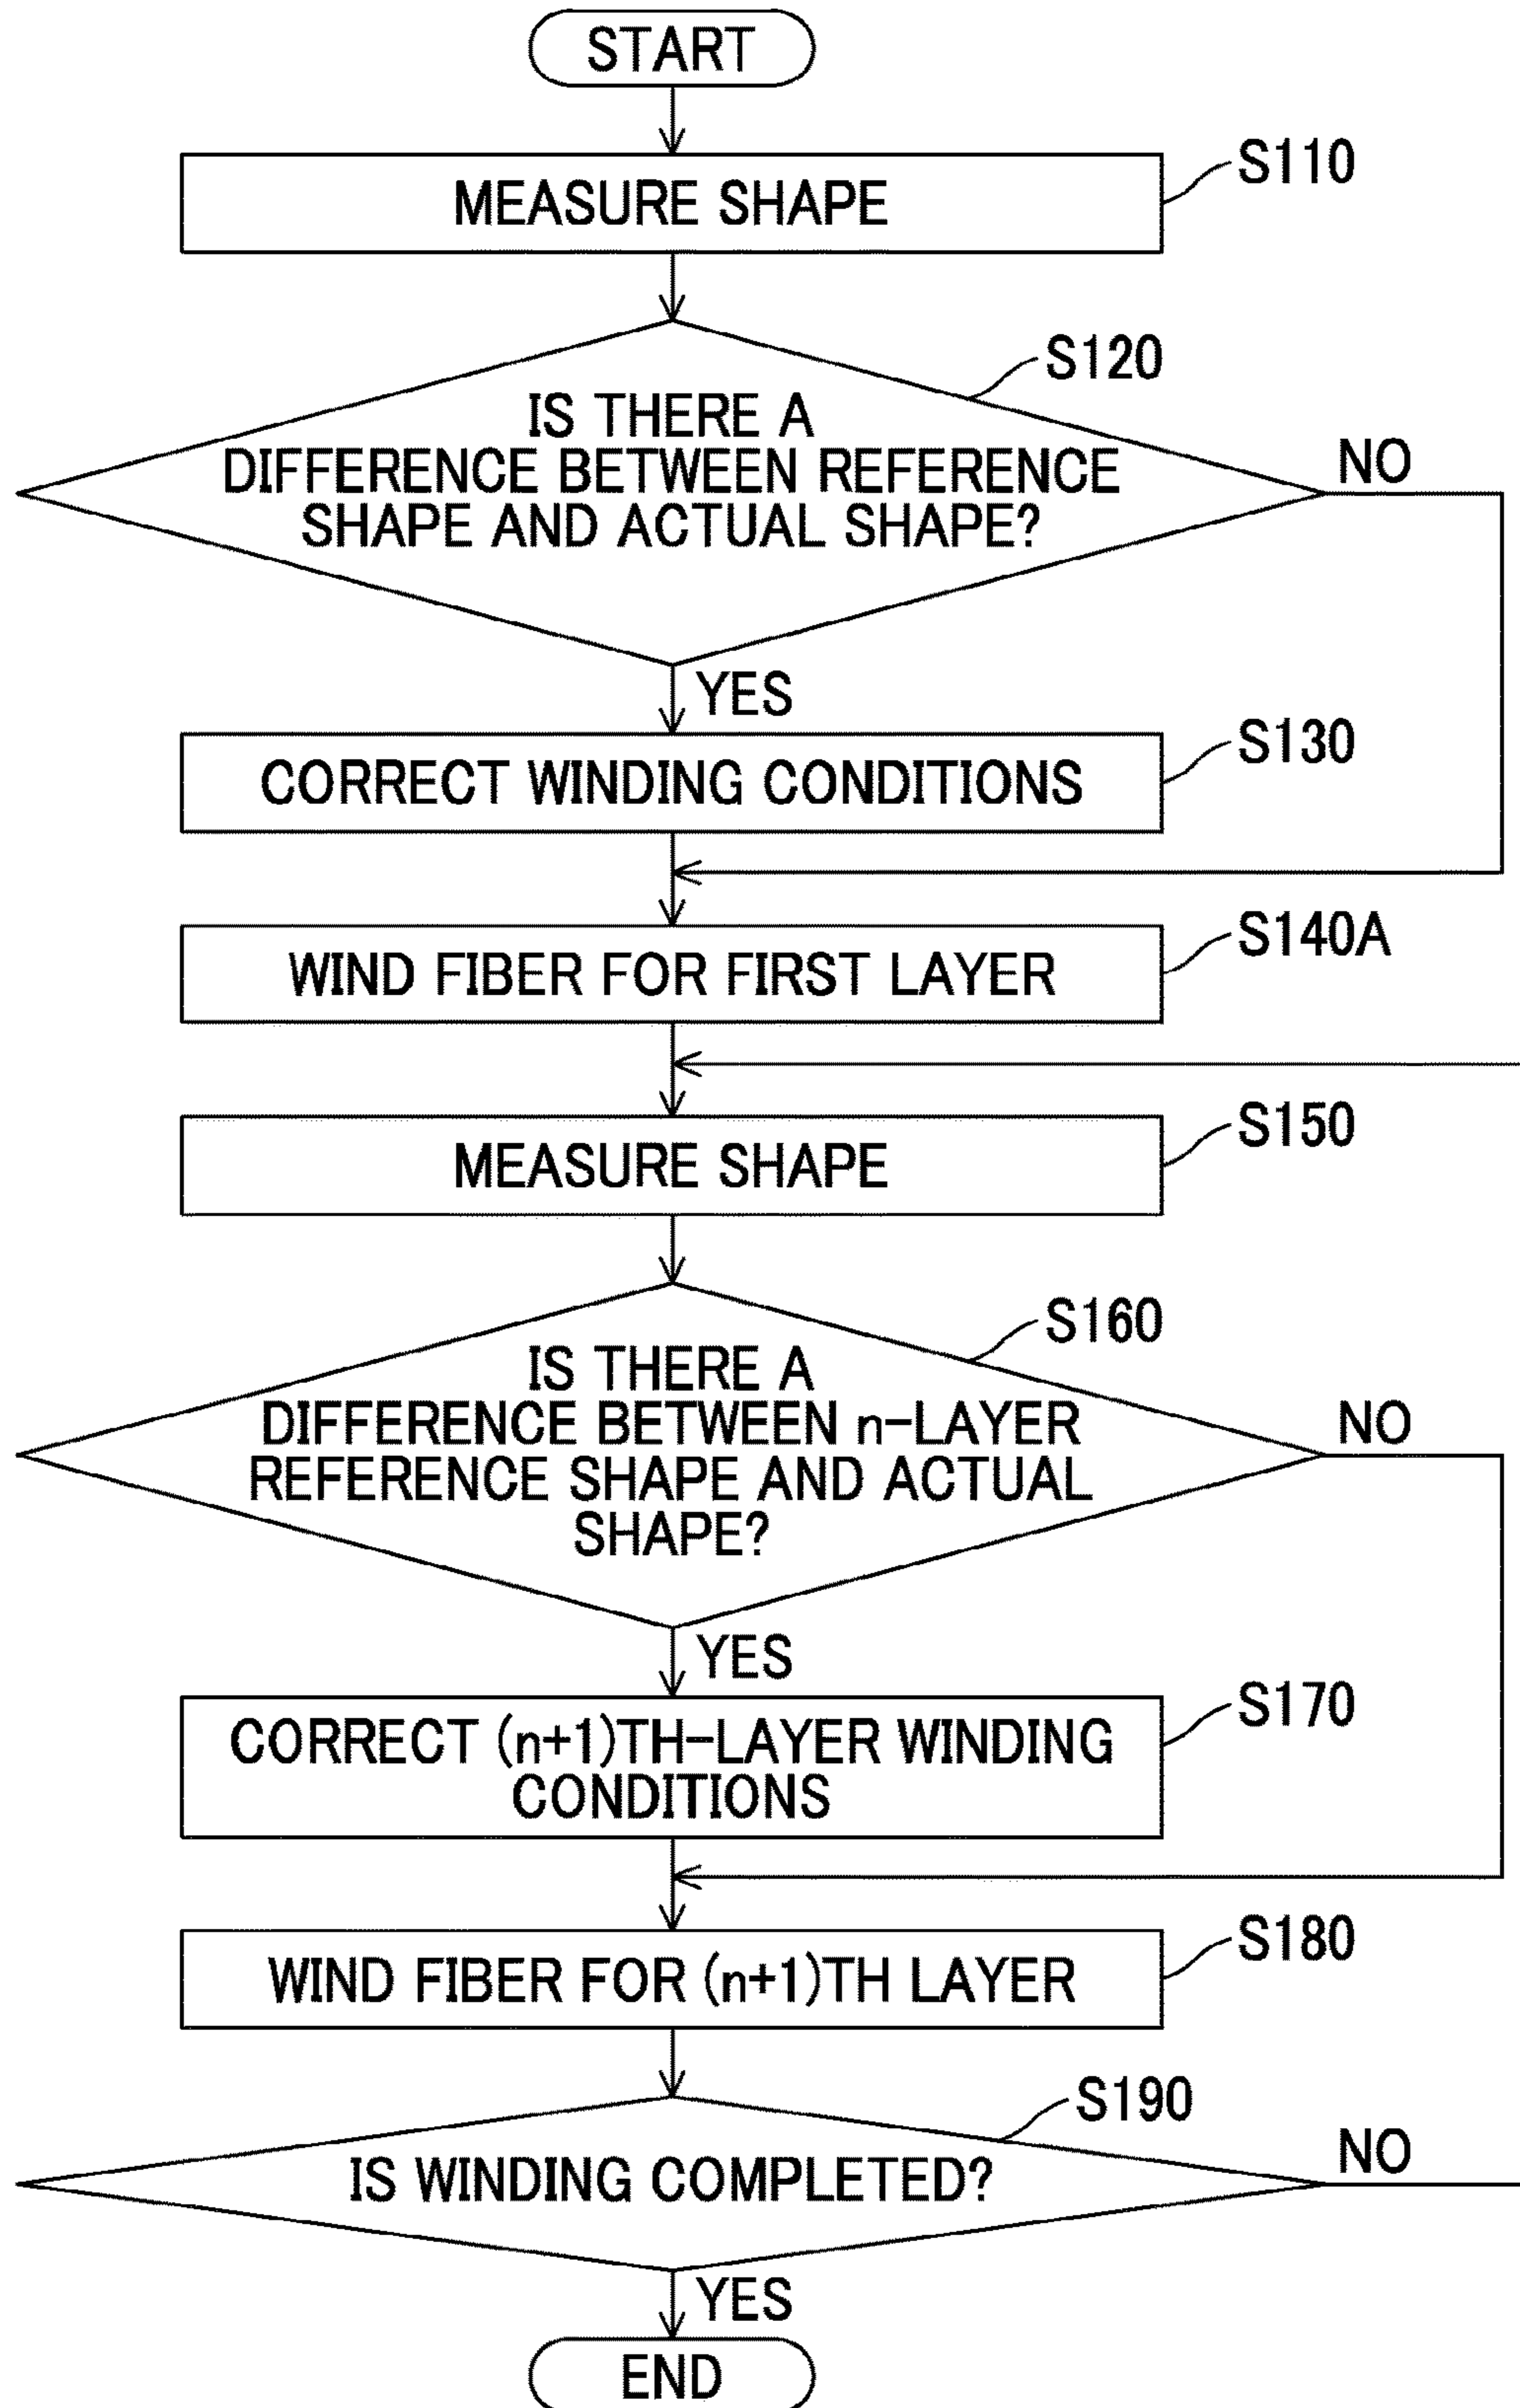 START
MEASURE SHAPE
S110
IS THERE A
DIFFERENCE BETWEEN REFERENCE
SHAPE AND ACTUAL SHAPE?
S120
NO
YES
CORRECT WINDING CONDITIONS
S130
WIND FIBER FOR FIRST LAYER
S140A
MEASURE SHAPE
S150
IS THERE A
DIFFERENCE BETWEEN n-LAYER
REFERENCE SHAPE AND ACTUAL
SHAPE?
S160
NO
YES
CORRECT (n+1)TH-LAYER WINDING
CONDITIONS
S170
WIND FIBER FOR (n+1)TH LAYER
S180
IS WINDING COMPLETED?
S190
NO
YES
END